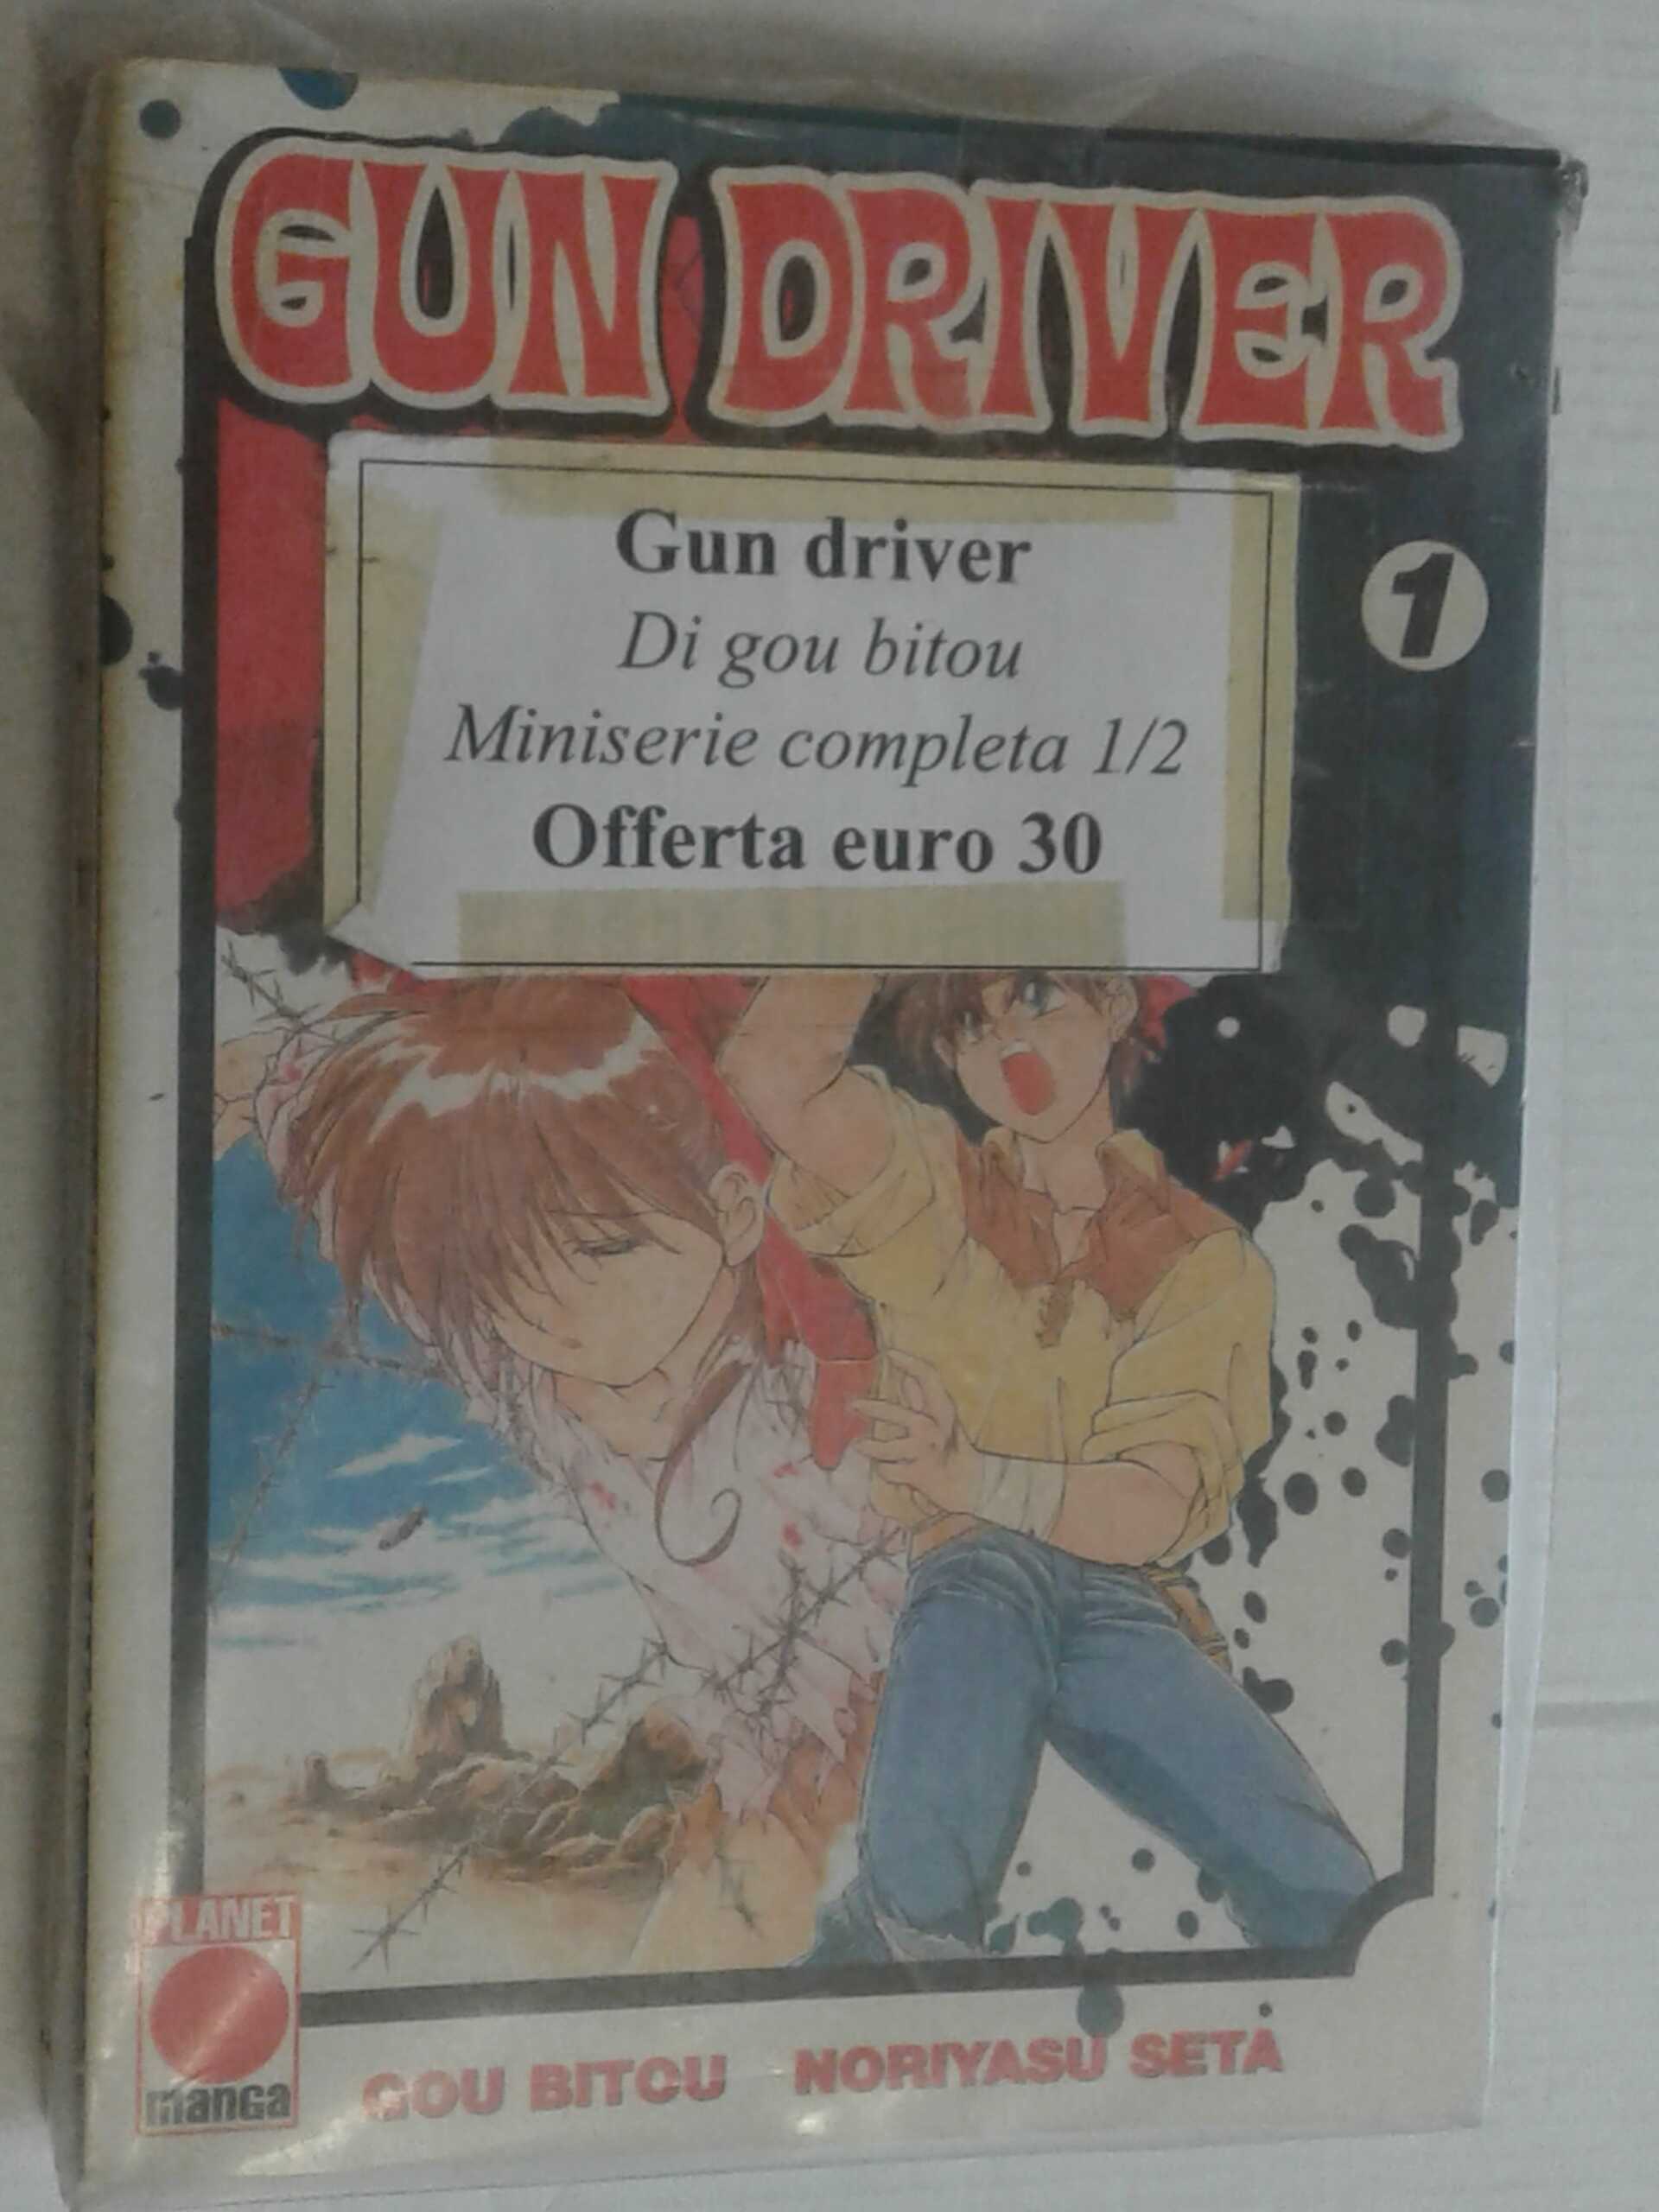 GUN DRIVER
Gun driver
Di gou bitou
Miniserie completa 1/2
Offerta euro 30
1
PLANET
manga
GOU BITOU NORIYASU SETA